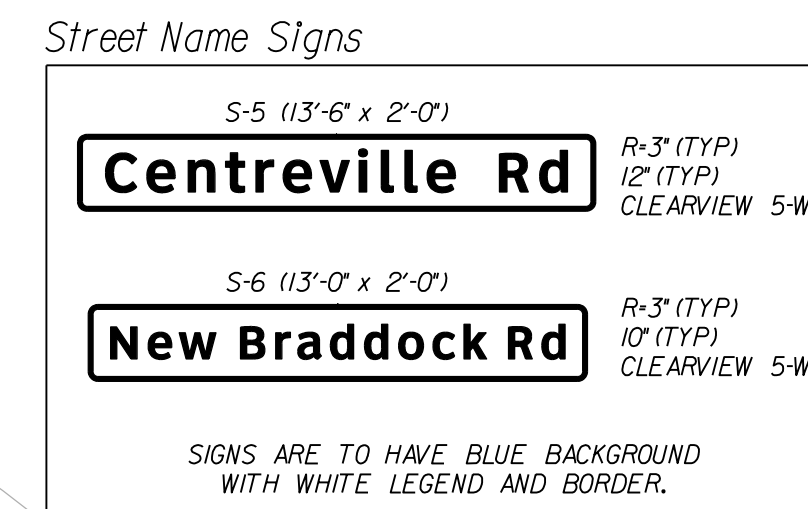 Street Name Signs
S-5 (13'-6" x 2'-0")
Centreville Rd
R=3" (TYP)
12" (TYP)
CLEARVIEW 5-W
S-6 (13'-0" x 2'-0")
New Braddock Rd
R=3" (TYP)
10" (TYP)
CLEARVIEW 5-W
SIGNS ARE TO HAVE BLUE BACKGROUND
WITH WHITE LEGEND AND BORDER.